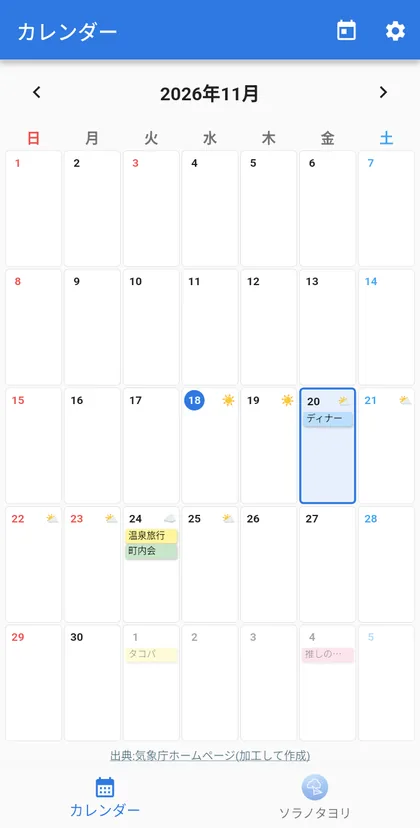 カレンダー
2026年11月
日 月 火 水 木 金 土
1 2 3 4 5 6 7
8 9 10 11 12 13 14
15 16 17 18 19 20 21
ディナー
22 23 24 25 26 27 28
温泉旅行
町内会
29 30 1 2 3 4 5
タコパ 推しの…
出典:気象庁ホームページ(加工して作成)
カレンダー ソラノタヨリ